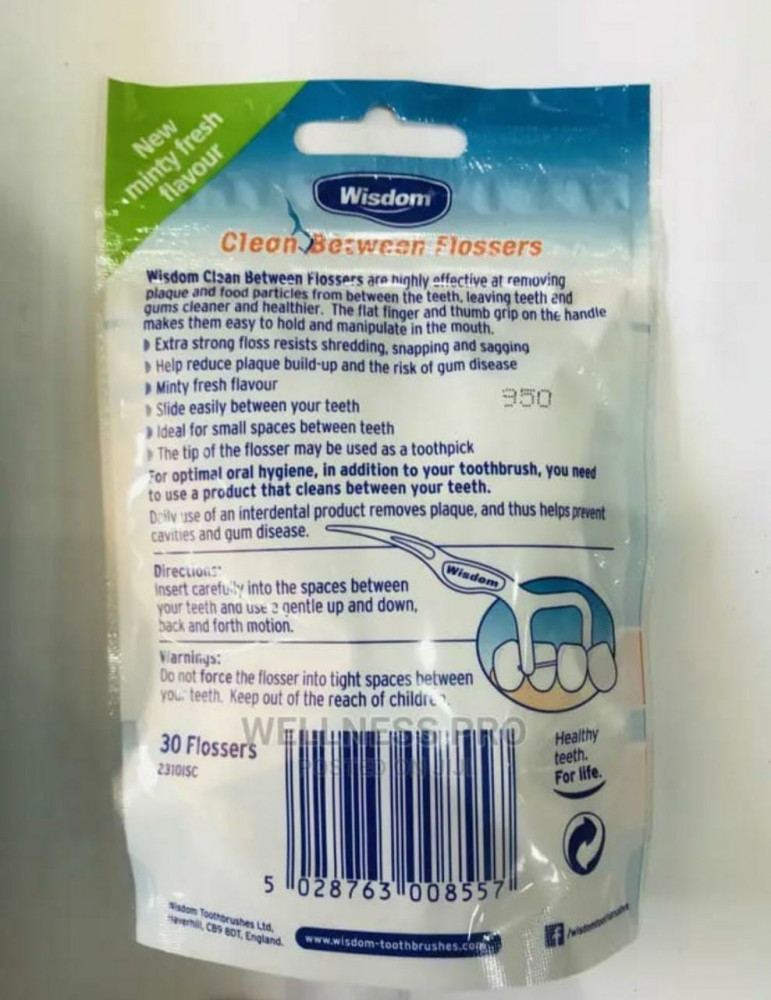 New
minty fresh
flavour
Wisdom
Clean Between Flossers
Wisdom Clean Between Flossers are highly effective at removing
plaque and food particles from between the teeth, leaving teeth and
gums cleaner and healthier. The flat finger and thumb grip on the handle
makes them easy to hold and manipulate in the mouth.
Extra strong floss resists shredding, snapping and sagging
Help reduce plaque build-up and the risk of gum disease
Minty fresh flavour
950
Slide easily between your teeth
Ideal for small spaces between teeth
The tip of the flosser may be used as a toothpick
For optimal oral hygiene, in addition to your toothbrush, you need
to use a product that cleans between your teeth.
Daily use of an interdental product removes plaque, and thus helps prevent
cavities and gum disease.
Wisdom
Directions:
Insert carefully into the spaces between
your teeth and use a gentle up and down,
back and forth motion.
Warnings:
Do not force the flosser into tight spaces between
your teeth. Keep out of the reach of children.
WELLNESS PRO
POSTED ON JIJI
30 Flossers
2310ISC
Healthy
teeth.
For life.
5 028763 008557
Wisdom Toothbrushes Ltd,
Haverhill, CB9 8DT, England.
www.wisdom-toothbrushes.com